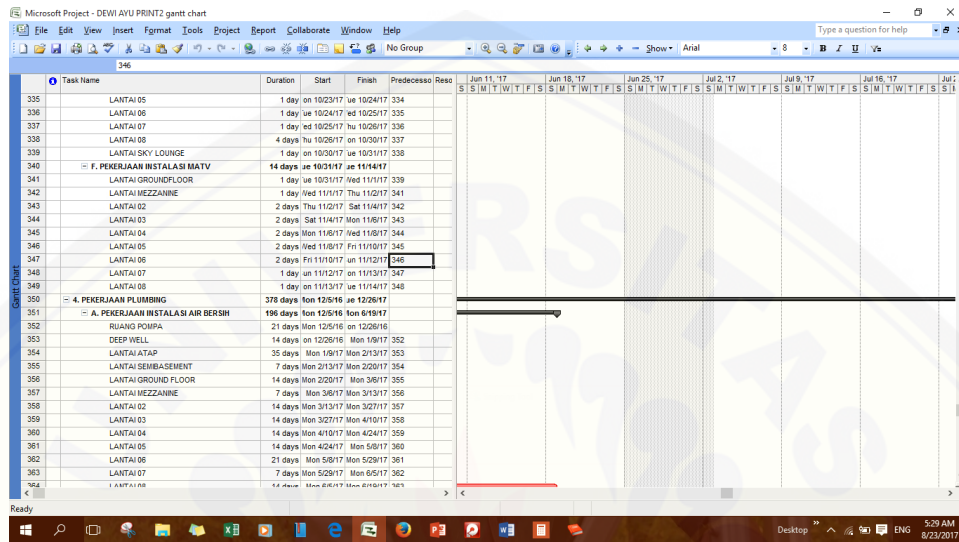 Microsoft Project - DEWI AYU PRINT2 gantt chart
File Edit View Insert Format Tools Project Report Collaborate Window Help Type a question for help
No Group Show Arial 8 B I U
346
Task Name Duration Start Finish Predecesso Reso Jun 11, '17 Jun 18, '17 Jun 25, '17 Jul 2, '17 Jul 9, '17 Jul 16, '17 Jul
S S M T W T F S S M T W T F S S M T W T F S S M T W T F S S M T W T F S S M T W T F S S
335 LANTAI 05 1 day on 10/23/17 ue 10/24/17 334
336 LANTAI 06 1 day ue 10/24/17 ed 10/25/17 335
337 LANTAI 07 1 day ed 10/25/17 hu 10/26/17 336
338 LANTAI 08 4 days hu 10/26/17 on 10/30/17 337
339 LANTAI SKY LOUNGE 1 day on 10/30/17 ue 10/31/17 338
340 F. PEKERJAAN INSTALASI MATV 14 days ue 10/31/17 ue 11/14/17
341 LANTAI GROUNDFLOOR 1 day ue 10/31/17 Wed 11/1/17 339
342 LANTAI MEZZANINE 1 day Wed 11/1/17 Thu 11/2/17 341
343 LANTAI 02 2 days Thu 11/2/17 Sat 11/4/17 342
344 LANTAI 03 2 days Sat 11/4/17 Mon 11/6/17 343
345 LANTAI 04 2 days Mon 11/6/17 Wed 11/8/17 344
346 LANTAI 05 2 days Wed 11/8/17 Fri 11/10/17 345
347 LANTAI 06 2 days Fri 11/10/17 un 11/12/17 346
348 LANTAI 07 1 day un 11/12/17 on 11/13/17 347
349 LANTAI 08 1 day on 11/13/17 ue 11/14/17 348
350 4. PEKERJAAN PLUMBING 378 days Mon 12/5/16 ue 12/26/17
351 A. PEKERJAAN INSTALASI AIR BERSIH 196 days Mon 12/5/16 Mon 6/19/17
352 RUANG POMPA 21 days Mon 12/5/16 on 12/26/16
353 DEEP WELL 14 days on 12/26/16 Mon 1/9/17 352
354 LANTAI ATAP 35 days Mon 1/9/17 Mon 2/13/17 353
355 LANTAI SEMIBASEMENT 7 days Mon 2/13/17 Mon 2/20/17 354
356 LANTAI GROUND FLOOR 14 days Mon 2/20/17 Mon 3/6/17 355
357 LANTAI MEZZANINE 7 days Mon 3/6/17 Mon 3/13/17 356
358 LANTAI 02 14 days Mon 3/13/17 Mon 3/27/17 357
359 LANTAI 03 14 days Mon 3/27/17 Mon 4/10/17 358
360 LANTAI 04 14 days Mon 4/10/17 Mon 4/24/17 359
361 LANTAI 05 14 days Mon 4/24/17 Mon 5/8/17 360
362 LANTAI 06 21 days Mon 5/8/17 Mon 5/29/17 361
363 LANTAI 07 7 days Mon 5/29/17 Mon 6/5/17 362
364 LANTAI 08 14 days Mon 6/5/17 Mon 6/19/17 363
Gantt Chart
Ready
Desktop ENG 5:29 AM
8/23/2017